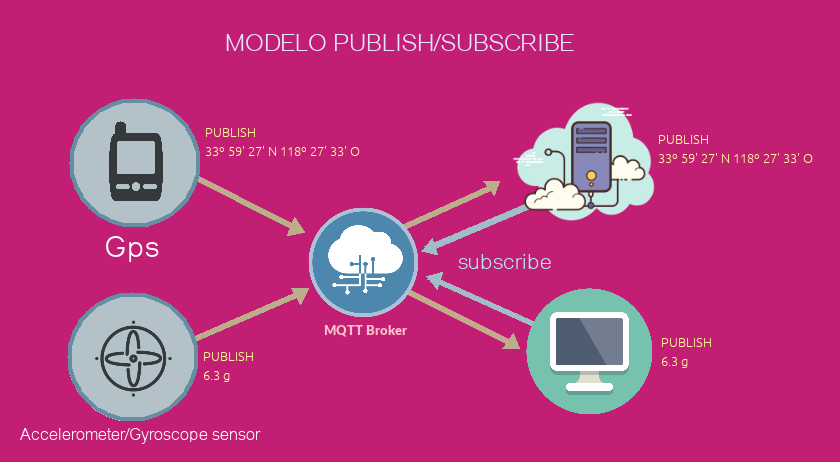 MODELO PUBLISH/SUBSCRIBE
PUBLISH
33º 59' 27' N 118º 27' 33' O
Gps
PUBLISH
33º 59' 27' N 118º 27' 33' O
subscribe
MQTT Broker
PUBLISH
6.3 g
Accelerometer/Gyroscope sensor
PUBLISH
6.3 g